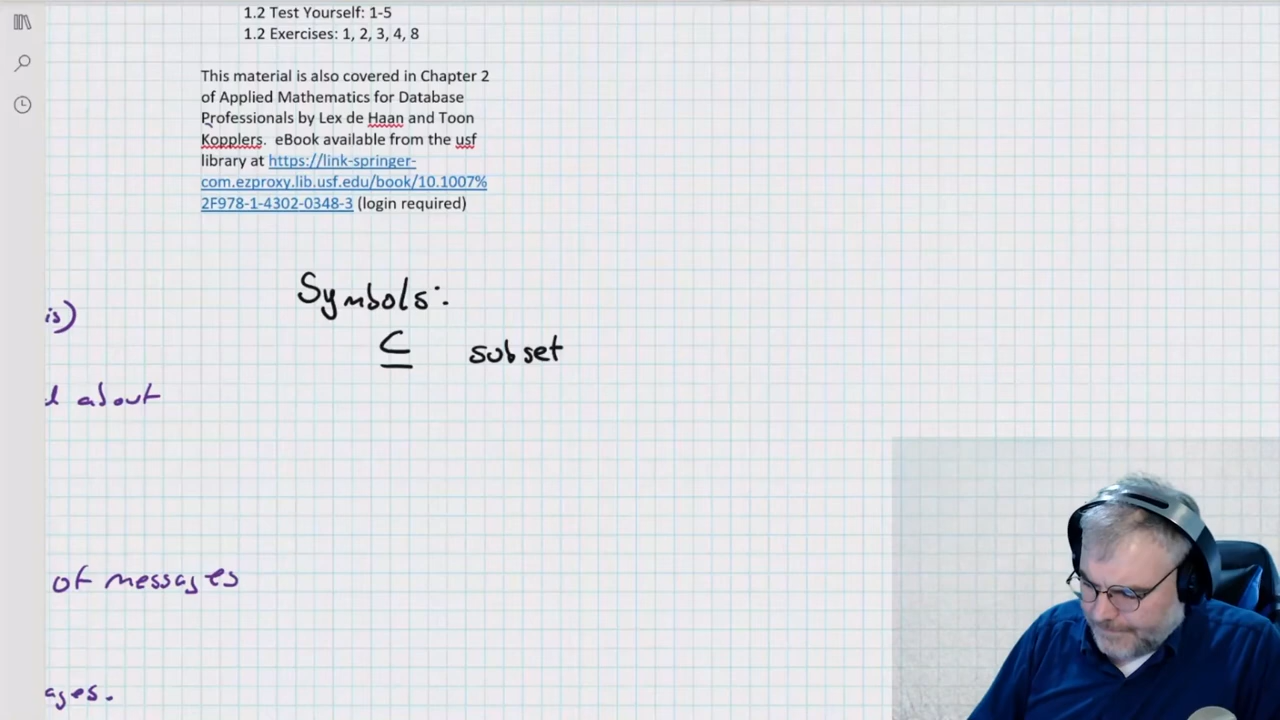 1.2 Test Yourself: 1-5
1.2 Exercises: 1, 2, 3, 4, 8
This material is also covered in Chapter 2
of Applied Mathematics for Database
Professionals by Lex de Haan and Toon
Kopplers. eBook available from the usf
library at https://link-springer-
com.ezproxy.lib.usf.edu/book/10.1007%
2F978-1-4302-0348-3 (login required)
Symbols:
is)
⊆ subset
about
of messages
ages.